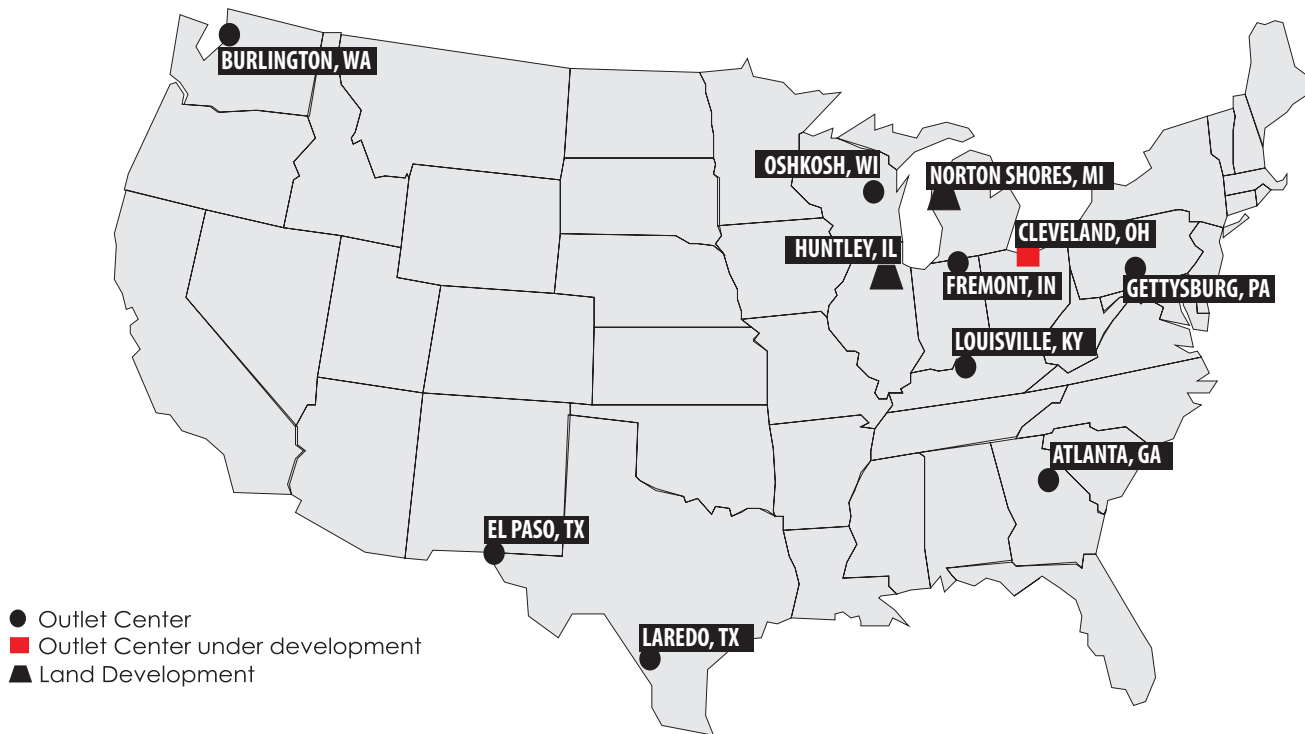 BURLINGTON, WA
OSHKOSH, WI
NORTON SHORES, MI
CLEVELAND, OH
HUNTLEY, IL
FREMONT, IN
GETTYSBURG, PA
LOUISVILLE, KY
ATLANTA, GA
EL PASO, TX
LAREDO, TX
Outlet Center
Outlet Center under development
Land Development